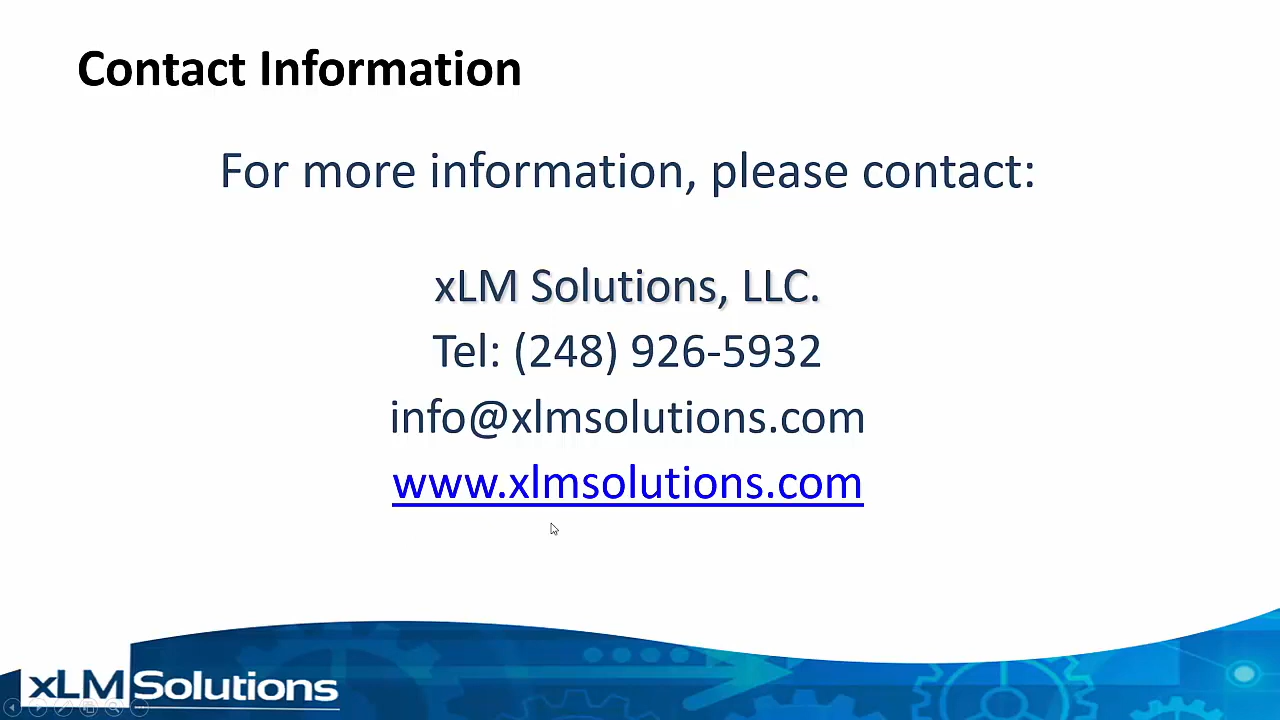 Contact Information
For more information, please contact:
xLM Solutions, LLC.
Tel: (248) 926-5932
info@xlmsolutions.com
www.xlmsolutions.com
xLM Solutions